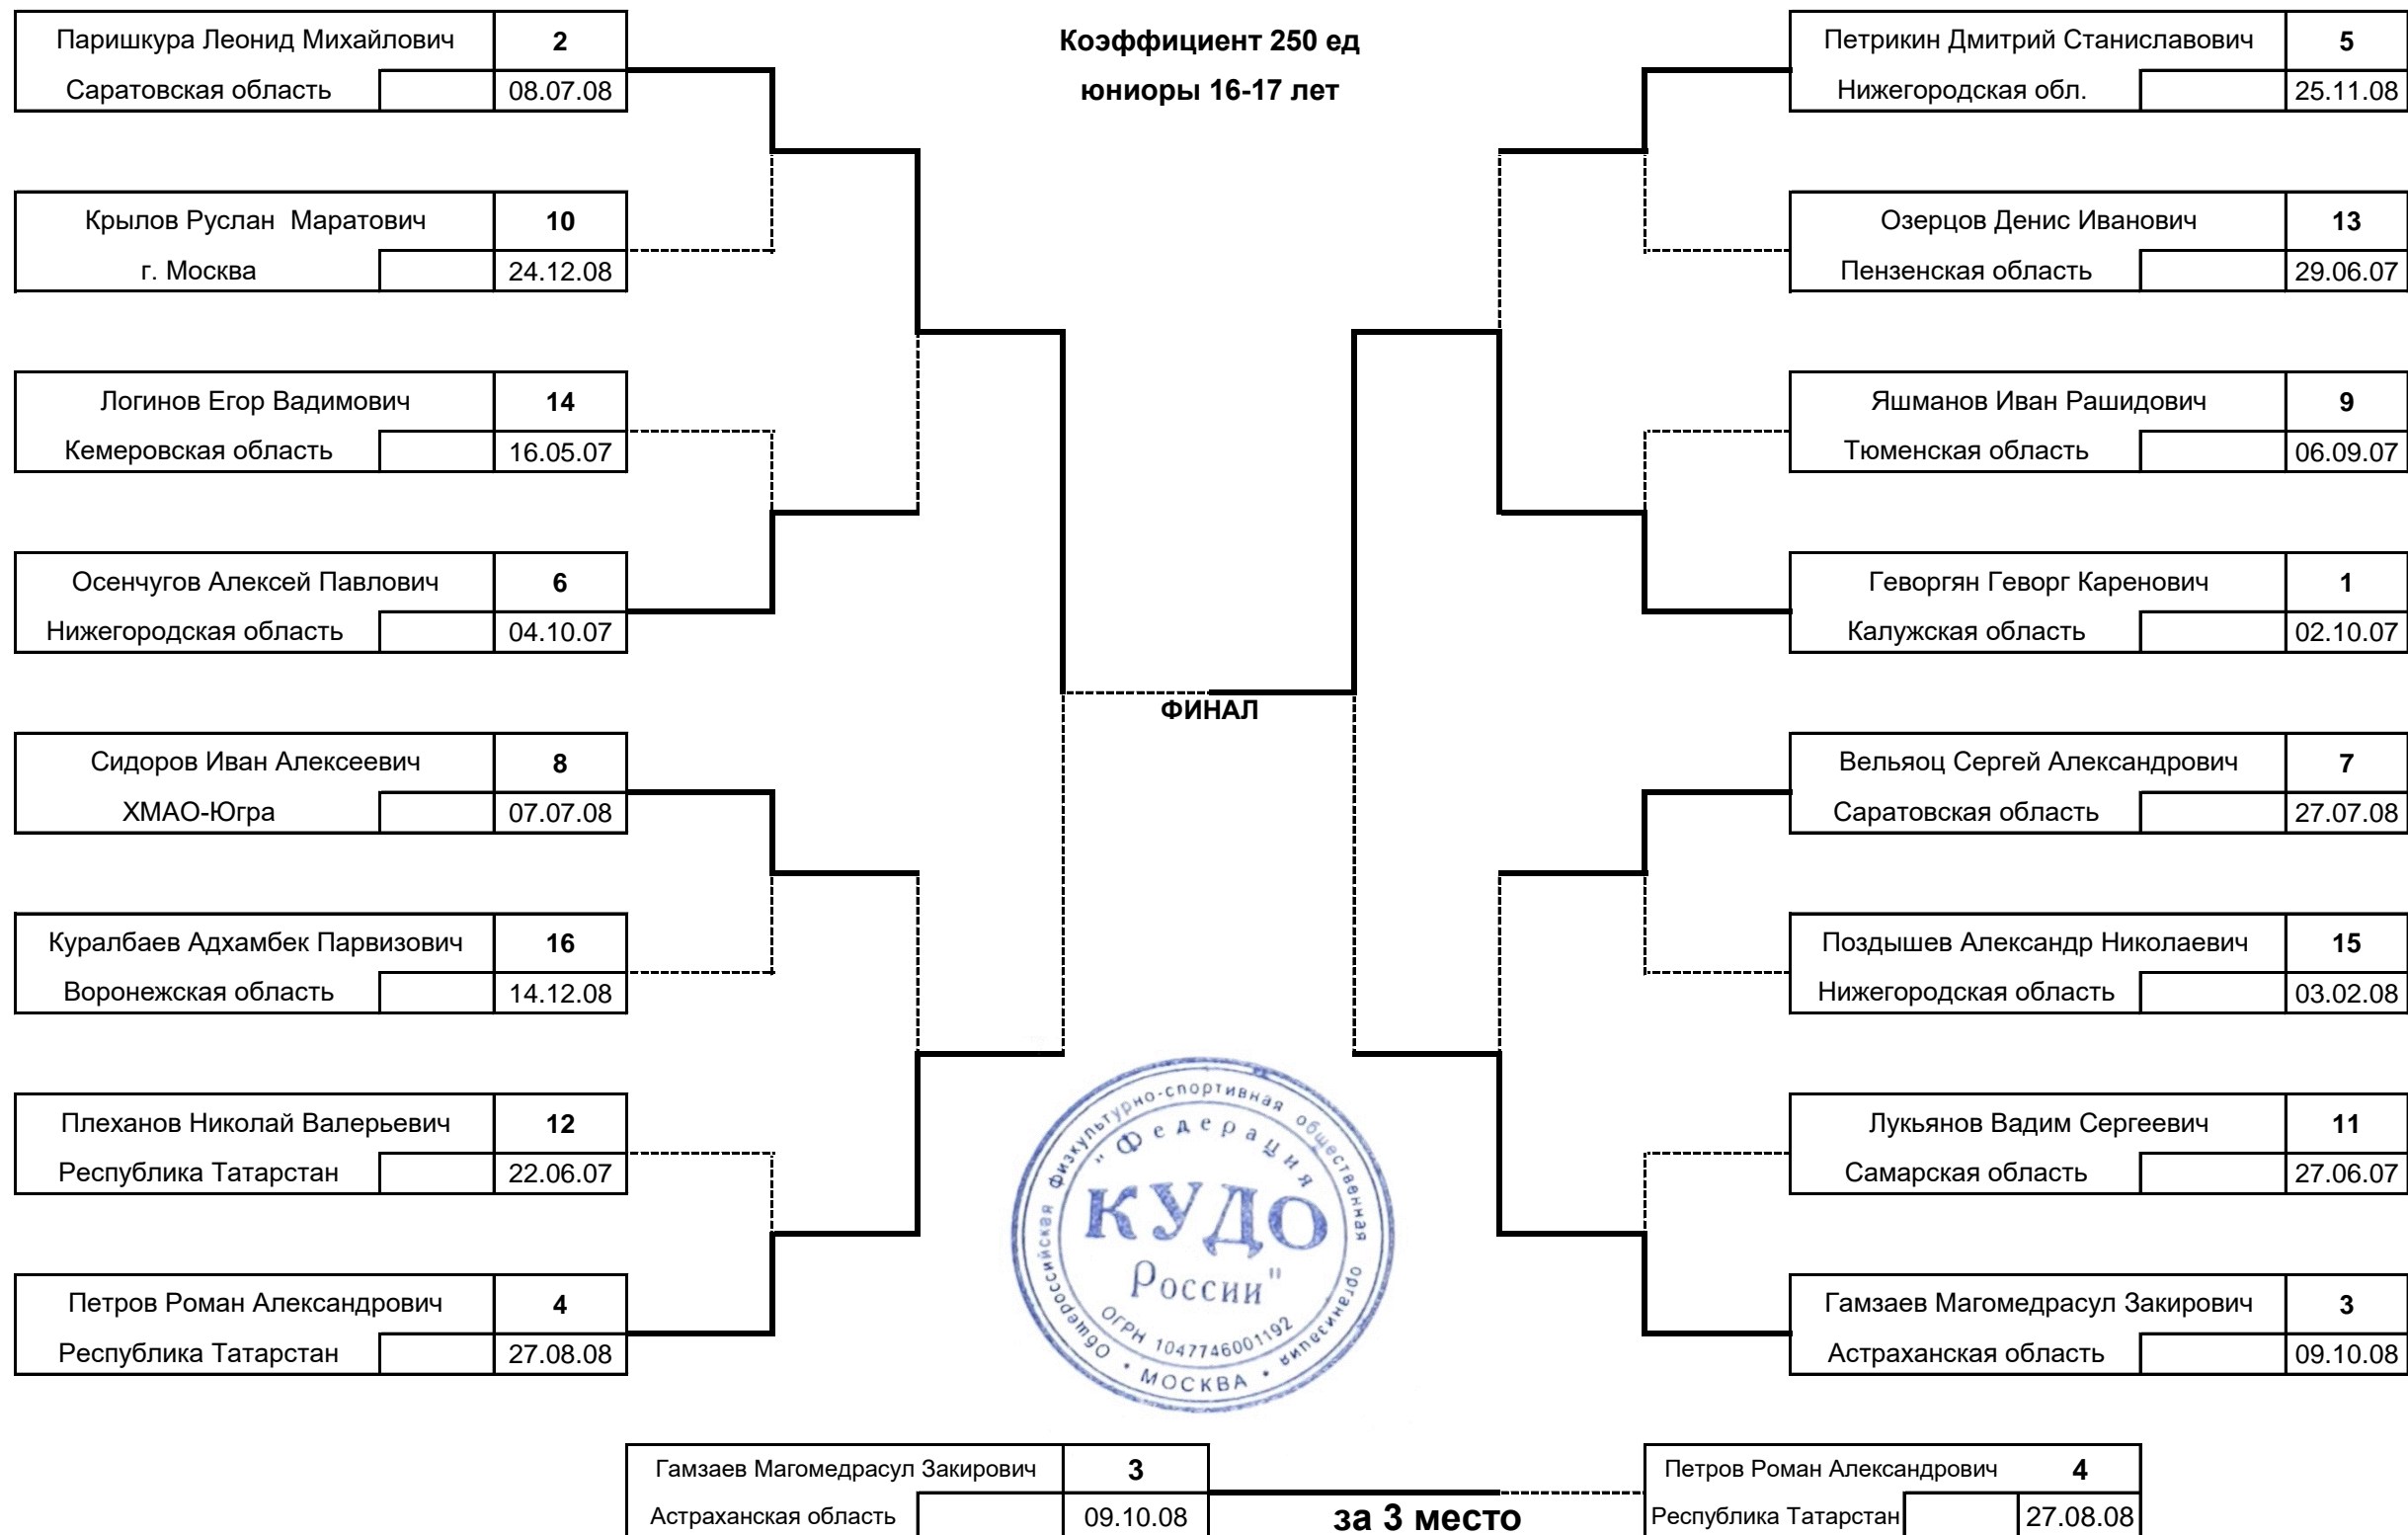 Коэффициент 250 ед
юниоры 16-17 лет
Паришкура Леонид Михайлович 2
Саратовская область 08.07.08
Крылов Руслан Маратович 10
г. Москва 24.12.08
Логинов Егор Вадимович 14
Кемеровская область 16.05.07
Осенчугов Алексей Павлович 6
Нижегородская область 04.10.07
Сидоров Иван Алексеевич 8
ХМАО-Югра 07.07.08
Куралбаев Адхамбек Парвизович 16
Воронежская область 14.12.08
Плеханов Николай Валерьевич 12
Республика Татарстан 22.06.07
Петров Роман Александрович 4
Республика Татарстан 27.08.08
ФИНАЛ
Петрикин Дмитрий Станиславович 5
Нижегородская обл. 25.11.08
Озерцов Денис Иванович 13
Пензенская область 29.06.07
Яшманов Иван Рашидович 9
Тюменская область 06.09.07
Геворгян Геворг Каренович 1
Калужская область 02.10.07
Вельяоц Сергей Александрович 7
Саратовская область 27.07.08
Поздышев Александр Николаевич 15
Нижегородская область 03.02.08
Лукьянов Вадим Сергеевич 11
Самарская область 27.06.07
Гамзаев Магомедрасул Закирович 3
Астраханская область 09.10.08
Общероссийская физкультурно-спортивная общественная организация
• МОСКВА •
"Федерация
КУДО
России"
ОГРН 1047746001192
Гамзаев Магомедрасул Закирович 3
Астраханская область 09.10.08
за 3 место
Петров Роман Александрович 4
Республика Татарстан 27.08.08